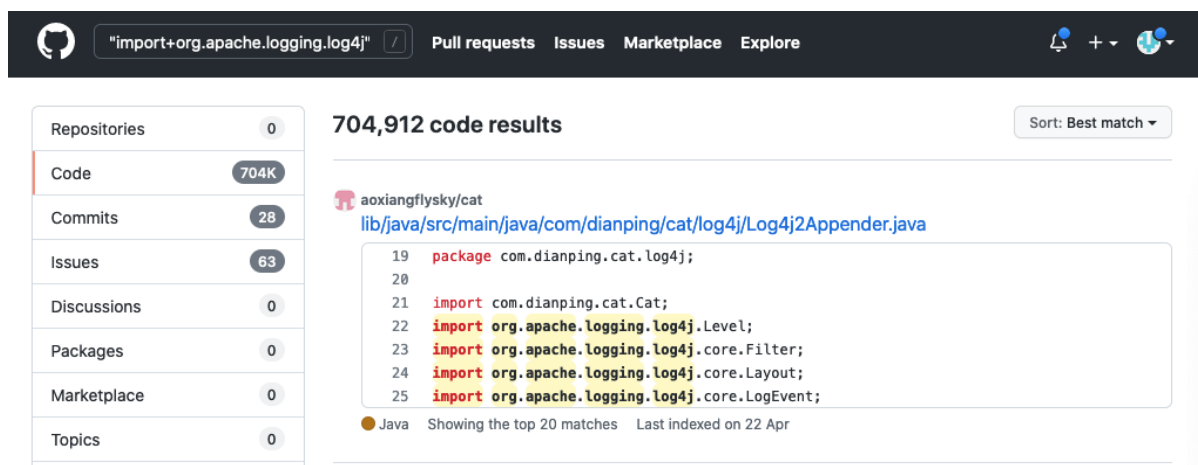 "import+org.apache.logging.log4j" / Pull requests Issues Marketplace Explore
Repositories 0
Code 704K
Commits 28
Issues 63
Discussions 0
Packages 0
Marketplace 0
Topics 0
704,912 code results
Sort: Best match
aoxiangflysky/cat
lib/java/src/main/java/com/dianping/cat/log4j/Log4j2Appender.java
19 package com.dianping.cat.log4j;
20
21 import com.dianping.cat.Cat;
22 import org.apache.logging.log4j.Level;
23 import org.apache.logging.log4j.core.Filter;
24 import org.apache.logging.log4j.core.Layout;
25 import org.apache.logging.log4j.core.LogEvent;
Java Showing the top 20 matches Last indexed on 22 Apr